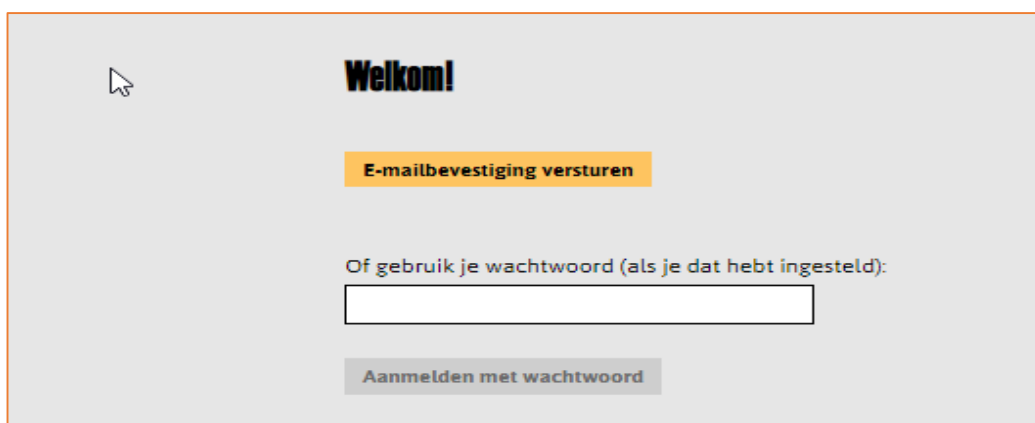 Welkom!
E-mailbevestiging versturen
Of gebruik je wachtwoord (als je dat hebt ingesteld):
Aanmelden met wachtwoord